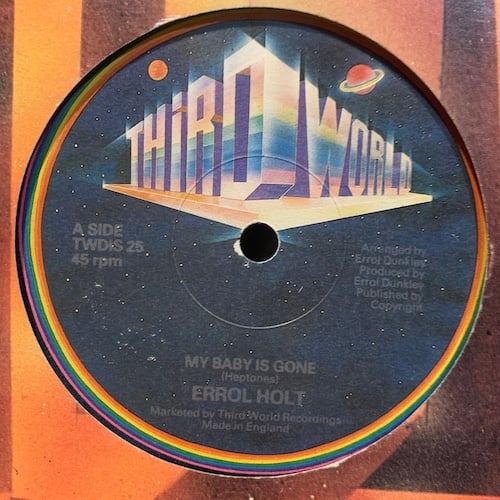 THiRD WORLD
A SIDE
TWDIS 25
45 rpm
Arranged by
Errol Dunkley
Produced by
Errol Dunkley
Published by
Copyright
MY BABY IS GONE
(Heptones)
ERROL HOLT
Marketed by Third World Recordings
Made in England